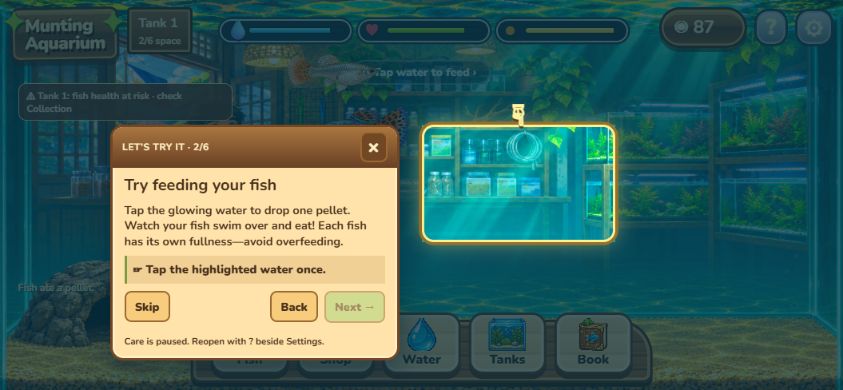 Munting
Aquarium
Tank 1
2/6 space
87
?
Tap water to feed ›
⚠ Tank 1: fish health at risk · check
Collection
LET'S TRY IT · 2/6
×
Try feeding your fish
Tap the glowing water to drop one pellet.
Watch your fish swim over and eat! Each fish
has its own fullness—avoid overfeeding.
☛ Tap the highlighted water once.
Skip
Back
Next →
Care is paused. Reopen with ? beside Settings.
Fish ate a pellet.
Fish
Shop
Water
Tanks
Book